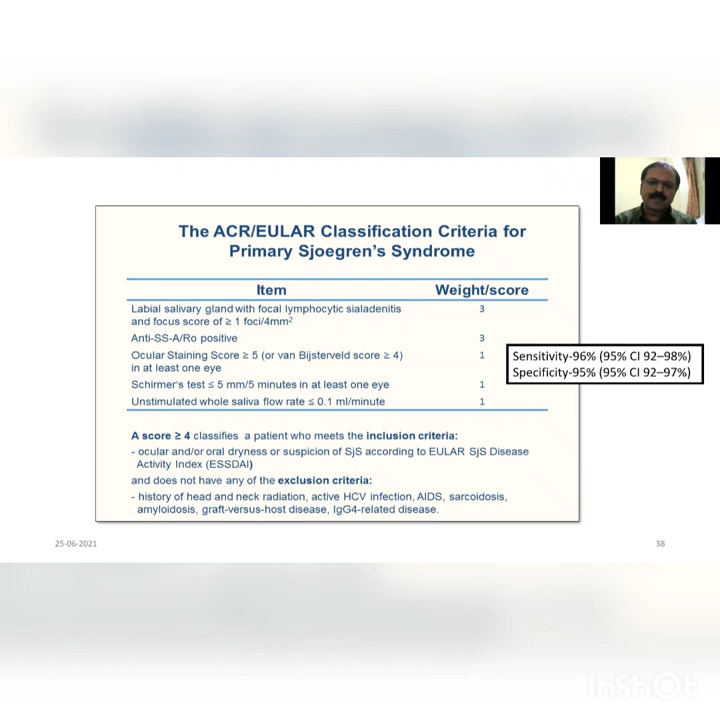 The ACR/EULAR Classification Criteria for
Primary Sjoegren's Syndrome
Item Weight/score
Labial salivary gland with focal lymphocytic sialadenitis
and focus score of ≥ 1 foci/4mm² 3
Anti-SS-A/Ro positive 3
Ocular Staining Score ≥ 5 (or van Bijsterveld score ≥ 4)
in at least one eye 1
Schirmer's test ≤ 5 mm/5 minutes in at least one eye 1
Unstimulated whole saliva flow rate ≤ 0.1 ml/minute 1
Sensitivity-96% (95% CI 92–98%)
Specificity-95% (95% CI 92–97%)
A score ≥ 4 classifies a patient who meets the inclusion criteria:
- ocular and/or oral dryness or suspicion of SjS according to EULAR SjS Disease
Activity Index (ESSDAI)
and does not have any of the exclusion criteria:
- history of head and neck radiation, active HCV infection, AIDS, sarcoidosis,
amyloidosis, graft-versus-host disease, IgG4-related disease.
25-06-2021
38
InShOt